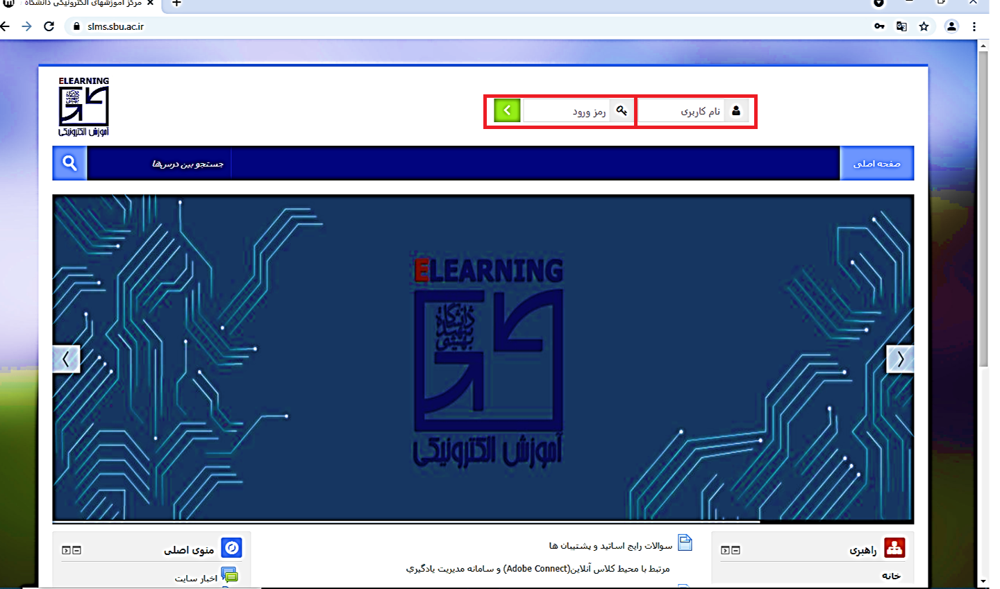 مرکز آموزشهای الکترونیکی دانشگاه
slms.sbu.ac.ir
ELEARNING
آموزش الکترونیکی
نام کاربری
رمز ورود
صفحه اصلی
جستجو بین درس‌ها
ELEARNING
دانشگاه
شهید
بهشتی
آموزش الکترونیکی
راهبری
خانه
سوالات رایج اساتید و پشتیبان ها
مرتبط با محیط کلاس آنلاین(Adobe Connect) و سامانه مدیریت یادگیري
منوی اصلی
اخبار سایت